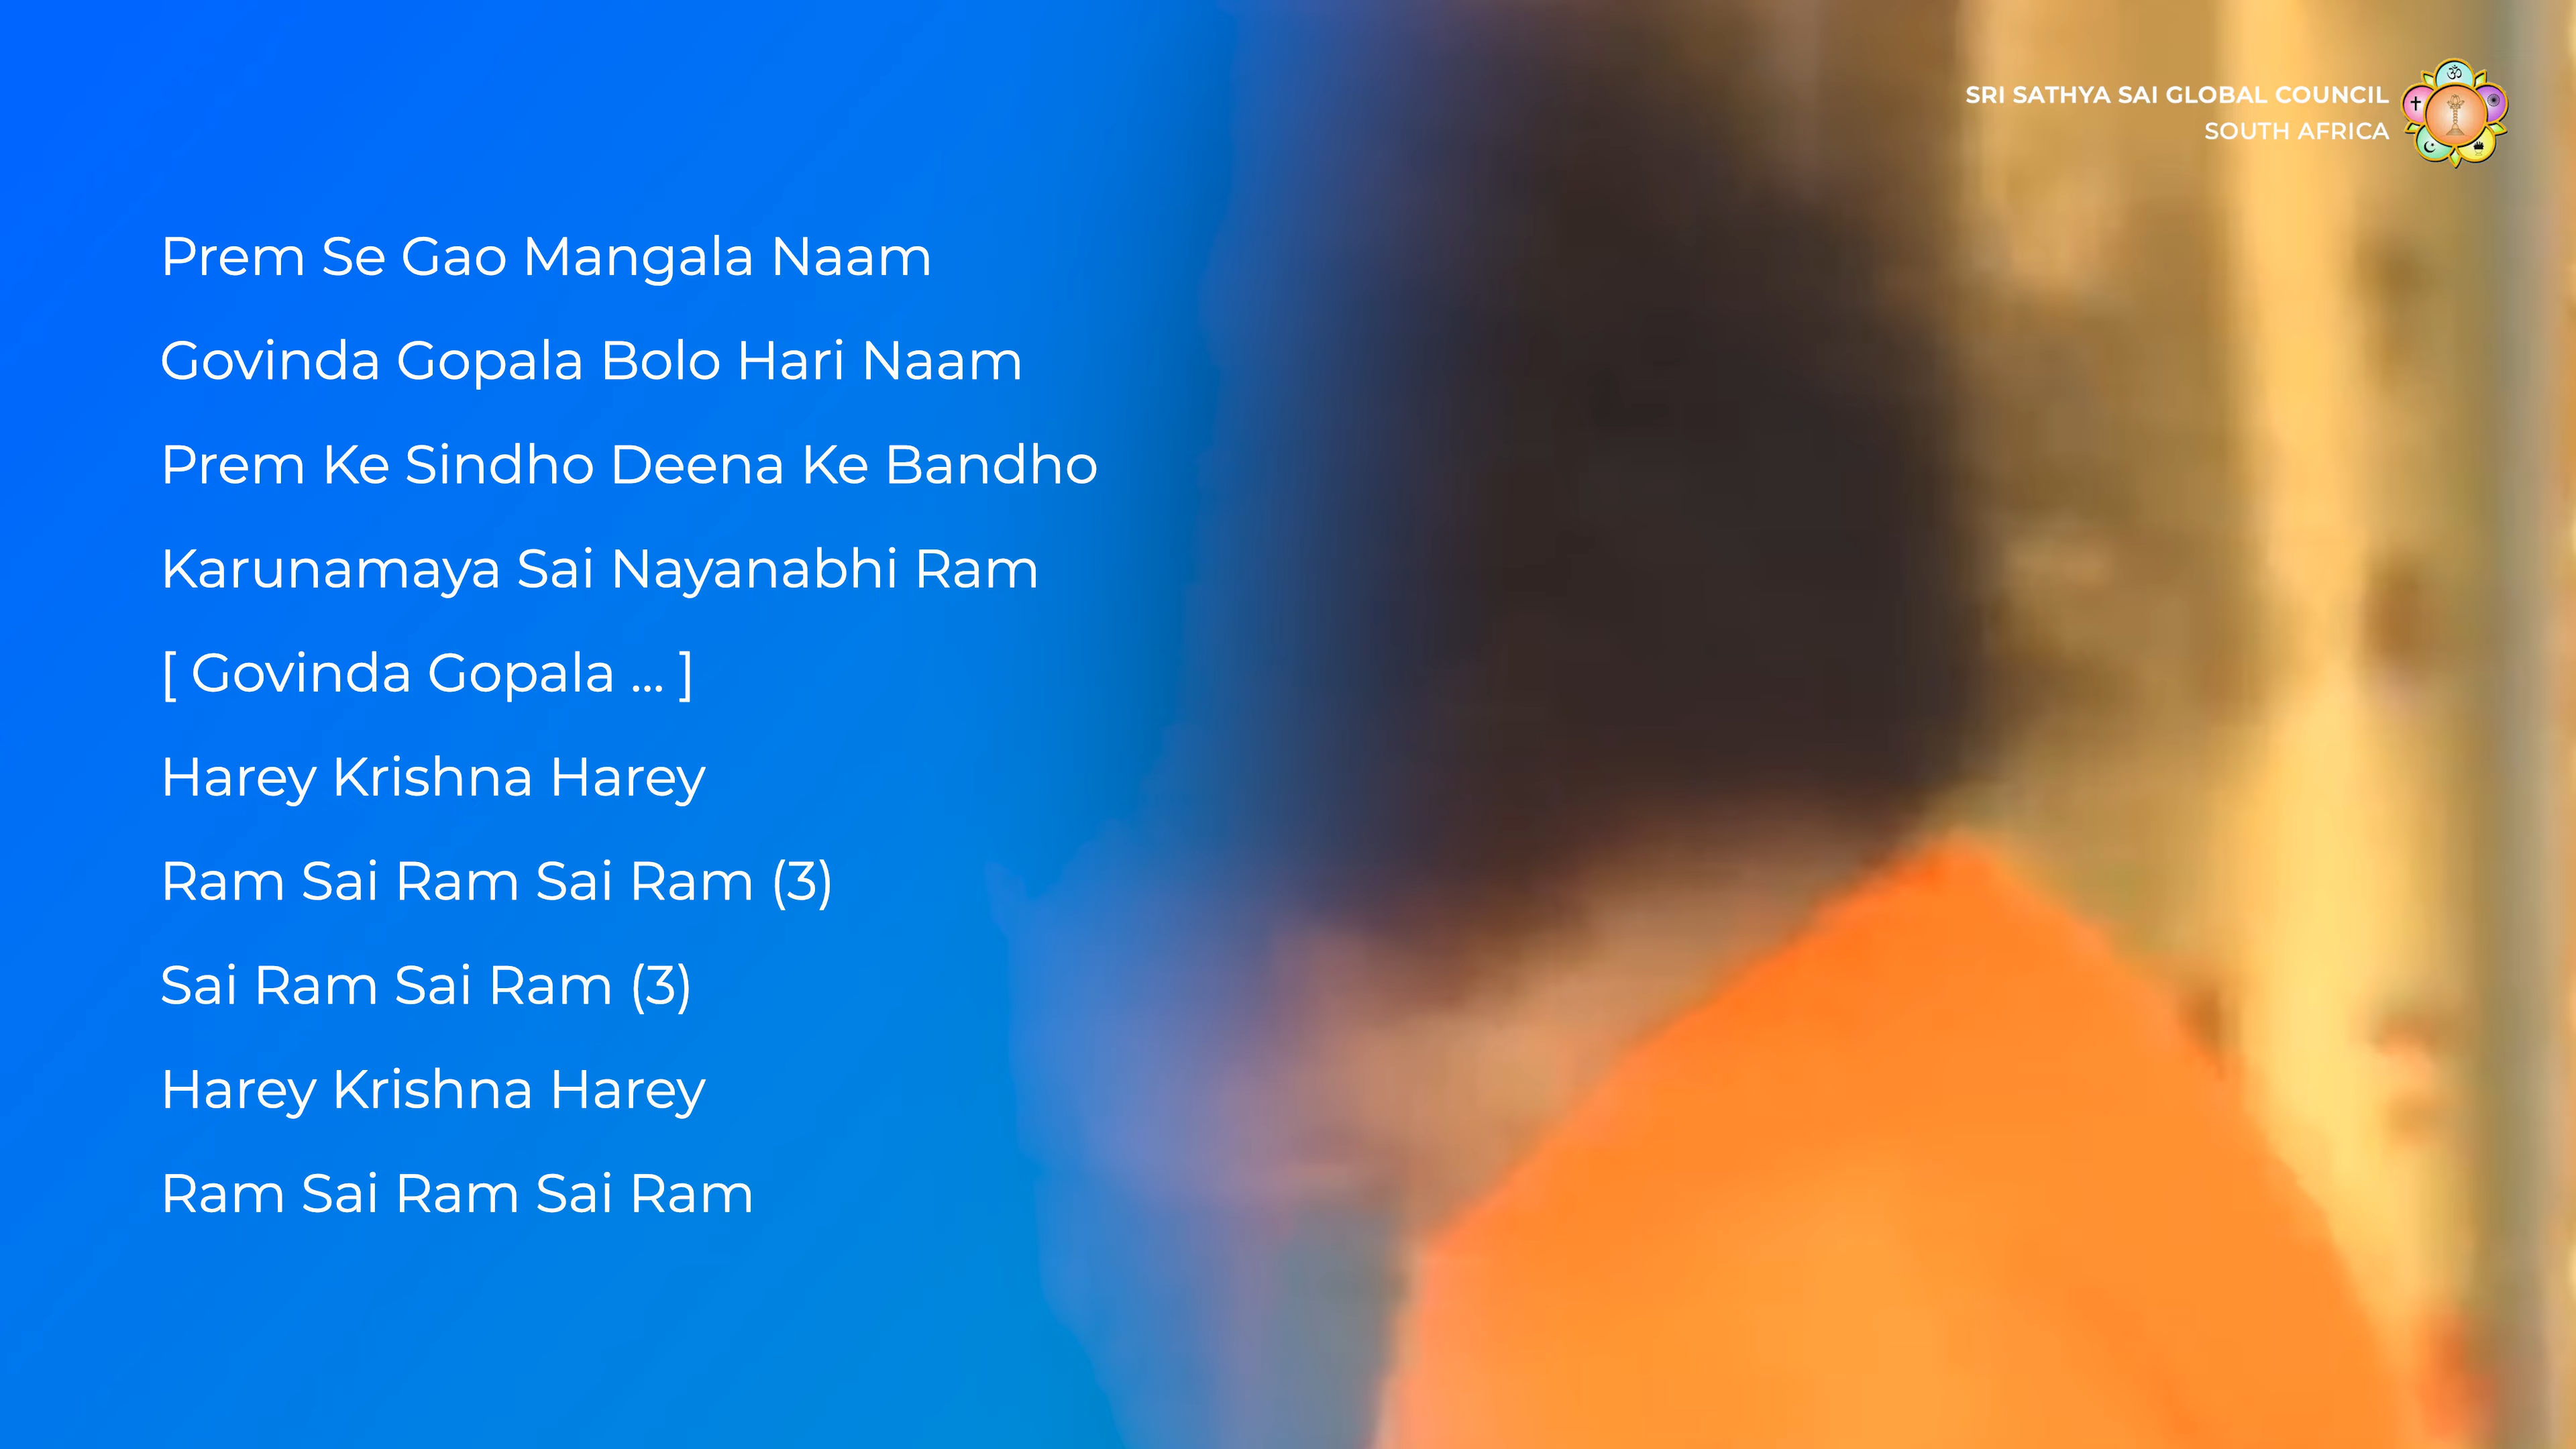 SRI SATHYA SAI GLOBAL COUNCIL
SOUTH AFRICA
Prem Se Gao Mangala Naam
Govinda Gopala Bolo Hari Naam
Prem Ke Sindho Deena Ke Bandho
Karunamaya Sai Nayanabhi Ram
[ Govinda Gopala ... ]
Harey Krishna Harey
Ram Sai Ram Sai Ram (3)
Sai Ram Sai Ram (3)
Harey Krishna Harey
Ram Sai Ram Sai Ram